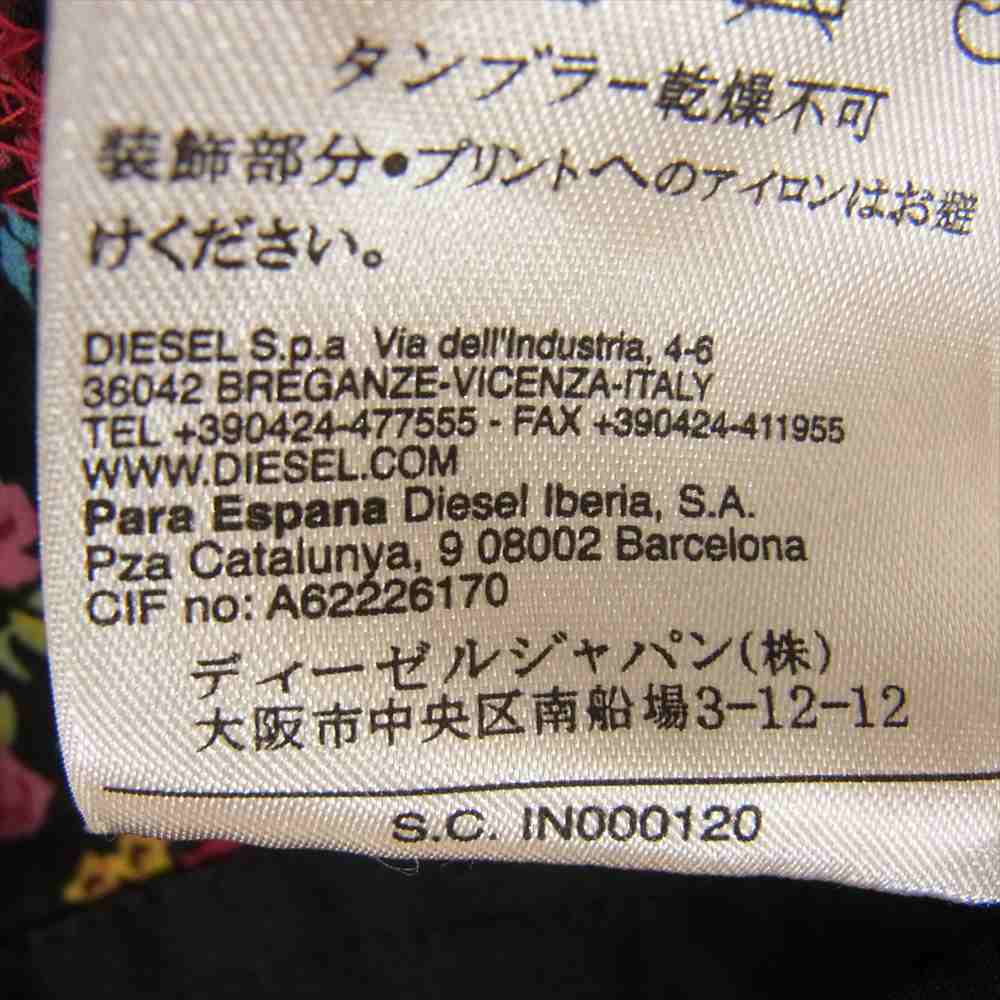 タンブラー乾燥不可
装飾部分•プリントへのアイロンはお避
けください。
DIESEL S.p.a Via dell'Industria, 4-6
36042 BREGANZE-VICENZA-ITALY
TEL +390424-477555 - FAX +390424-411955
WWW.DIESEL.COM
Para Espana Diesel Iberia, S.A.
Pza Catalunya, 9 08002 Barcelona
CIF no: A62226170
ディーゼルジャパン(株)
大阪市中央区南船場3-12-12
S.C. IN000120